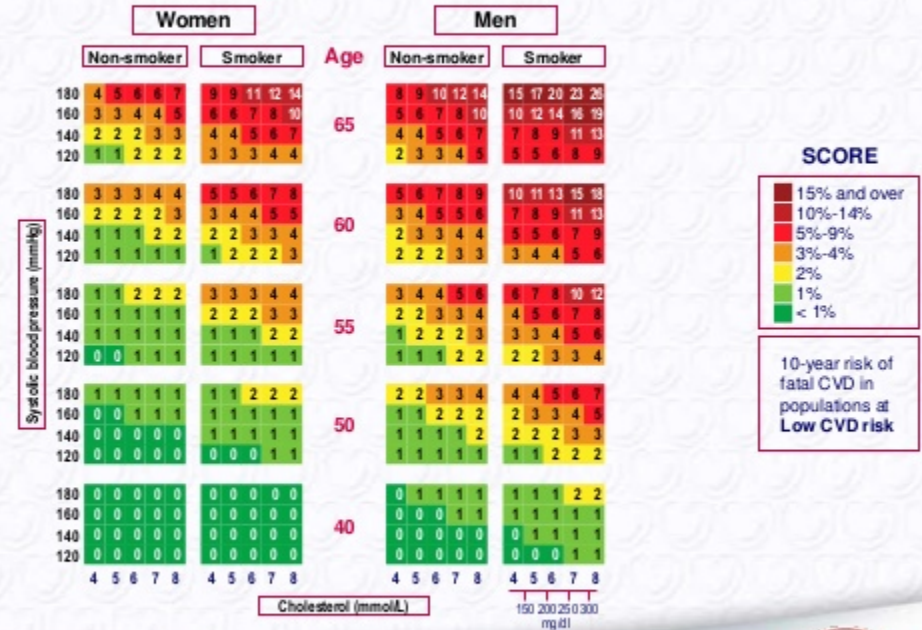 Women Men
Non-smoker Smoker Age Non-smoker Smoker
180 4 5 6 6 7 9 9 11 12 14 8 9 10 12 14 15 17 20 23 26
160 3 3 4 4 5 6 6 7 8 10 5 6 7 8 10 10 12 14 16 19
65
140 2 2 2 3 3 4 4 5 6 7 4 4 5 6 7 7 8 9 11 13
120 1 1 2 2 2 3 3 3 4 4 2 3 3 4 5 5 5 6 8 9
180 3 3 3 4 4 5 5 6 7 8 5 6 7 8 9 10 11 13 15 18
160 2 2 2 2 3 3 4 4 5 5 3 4 5 5 6 7 8 9 11 13
60
140 1 1 1 2 2 2 2 3 3 4 2 3 3 4 4 5 5 6 7 9
120 1 1 1 1 1 1 2 2 2 3 2 2 2 3 3 3 4 4 5 6
180 1 1 2 2 2 3 3 3 4 4 3 4 4 5 6 6 7 8 10 12
160 1 1 1 1 1 2 2 2 3 3 2 2 3 3 4 4 5 6 7 8
55
140 1 1 1 1 1 1 1 1 2 2 1 2 2 2 3 3 3 4 5 6
120 0 0 1 1 1 1 1 1 1 1 1 1 1 2 2 2 2 3 3 4
180 1 1 1 1 1 1 1 2 2 2 2 2 3 3 4 4 4 5 6 7
160 0 0 1 1 1 1 1 1 1 1 1 1 2 2 2 2 3 3 4 5
50
140 0 0 0 0 0 1 1 1 1 1 1 1 1 1 2 2 2 2 3 3
120 0 0 0 0 0 0 0 0 1 1 1 1 1 1 1 1 1 2 2 2
180 0 0 0 0 0 0 0 0 0 0 0 1 1 1 1 1 1 1 2 2
160 0 0 0 0 0 0 0 0 0 0 0 0 0 1 1 1 1 1 1 1
40
140 0 0 0 0 0 0 0 0 0 0 0 0 0 0 0 0 1 1 1 1
120 0 0 0 0 0 0 0 0 0 0 0 0 0 0 0 0 0 0 1 1
4 5 6 7 8 4 5 6 7 8 4 5 6 7 8 4 5 6 7 8
Systolic blood pressure (mmHg)
Cholesterol (mmol/L)
150 200 250 300
mg/dl
SCORE
15% and over
10%-14%
5%-9%
3%-4%
2%
1%
< 1%
10-year risk of
fatal CVD in
populations at
Low CVD risk